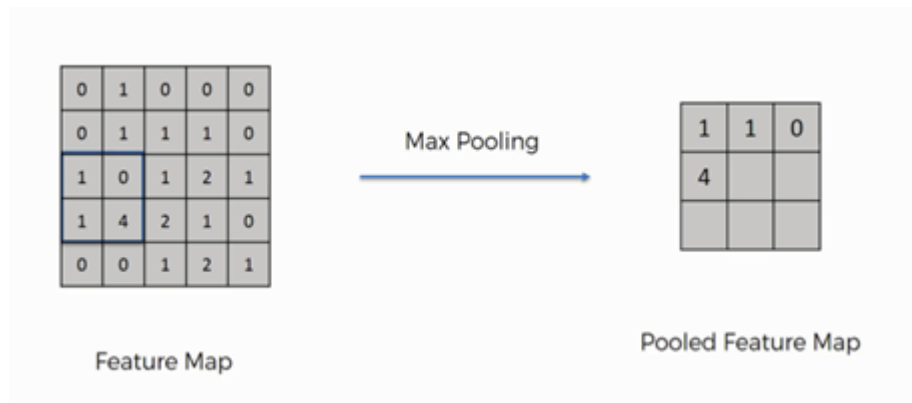 0 1 0 0 0
0 1 1 1 0
1 0 1 2 1
1 4 2 1 0
0 0 1 2 1
Feature Map
Max Pooling
1 1 0
4
Pooled Feature Map